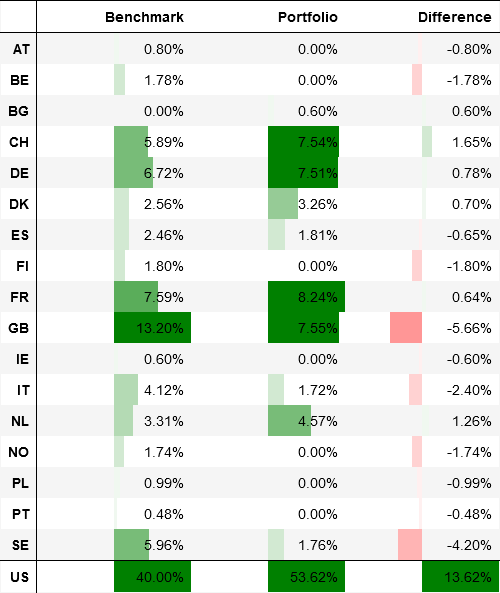 Benchmark Portfolio Difference
AT 0.80% 0.00% -0.80%
BE 1.78% 0.00% -1.78%
BG 0.00% 0.60% 0.60%
CH 5.89% 7.54% 1.65%
DE 6.72% 7.51% 0.78%
DK 2.56% 3.26% 0.70%
ES 2.46% 1.81% -0.65%
FI 1.80% 0.00% -1.80%
FR 7.59% 8.24% 0.64%
GB 13.20% 7.55% -5.66%
IE 0.60% 0.00% -0.60%
IT 4.12% 1.72% -2.40%
NL 3.31% 4.57% 1.26%
NO 1.74% 0.00% -1.74%
PL 0.99% 0.00% -0.99%
PT 0.48% 0.00% -0.48%
SE 5.96% 1.76% -4.20%
US 40.00% 53.62% 13.62%